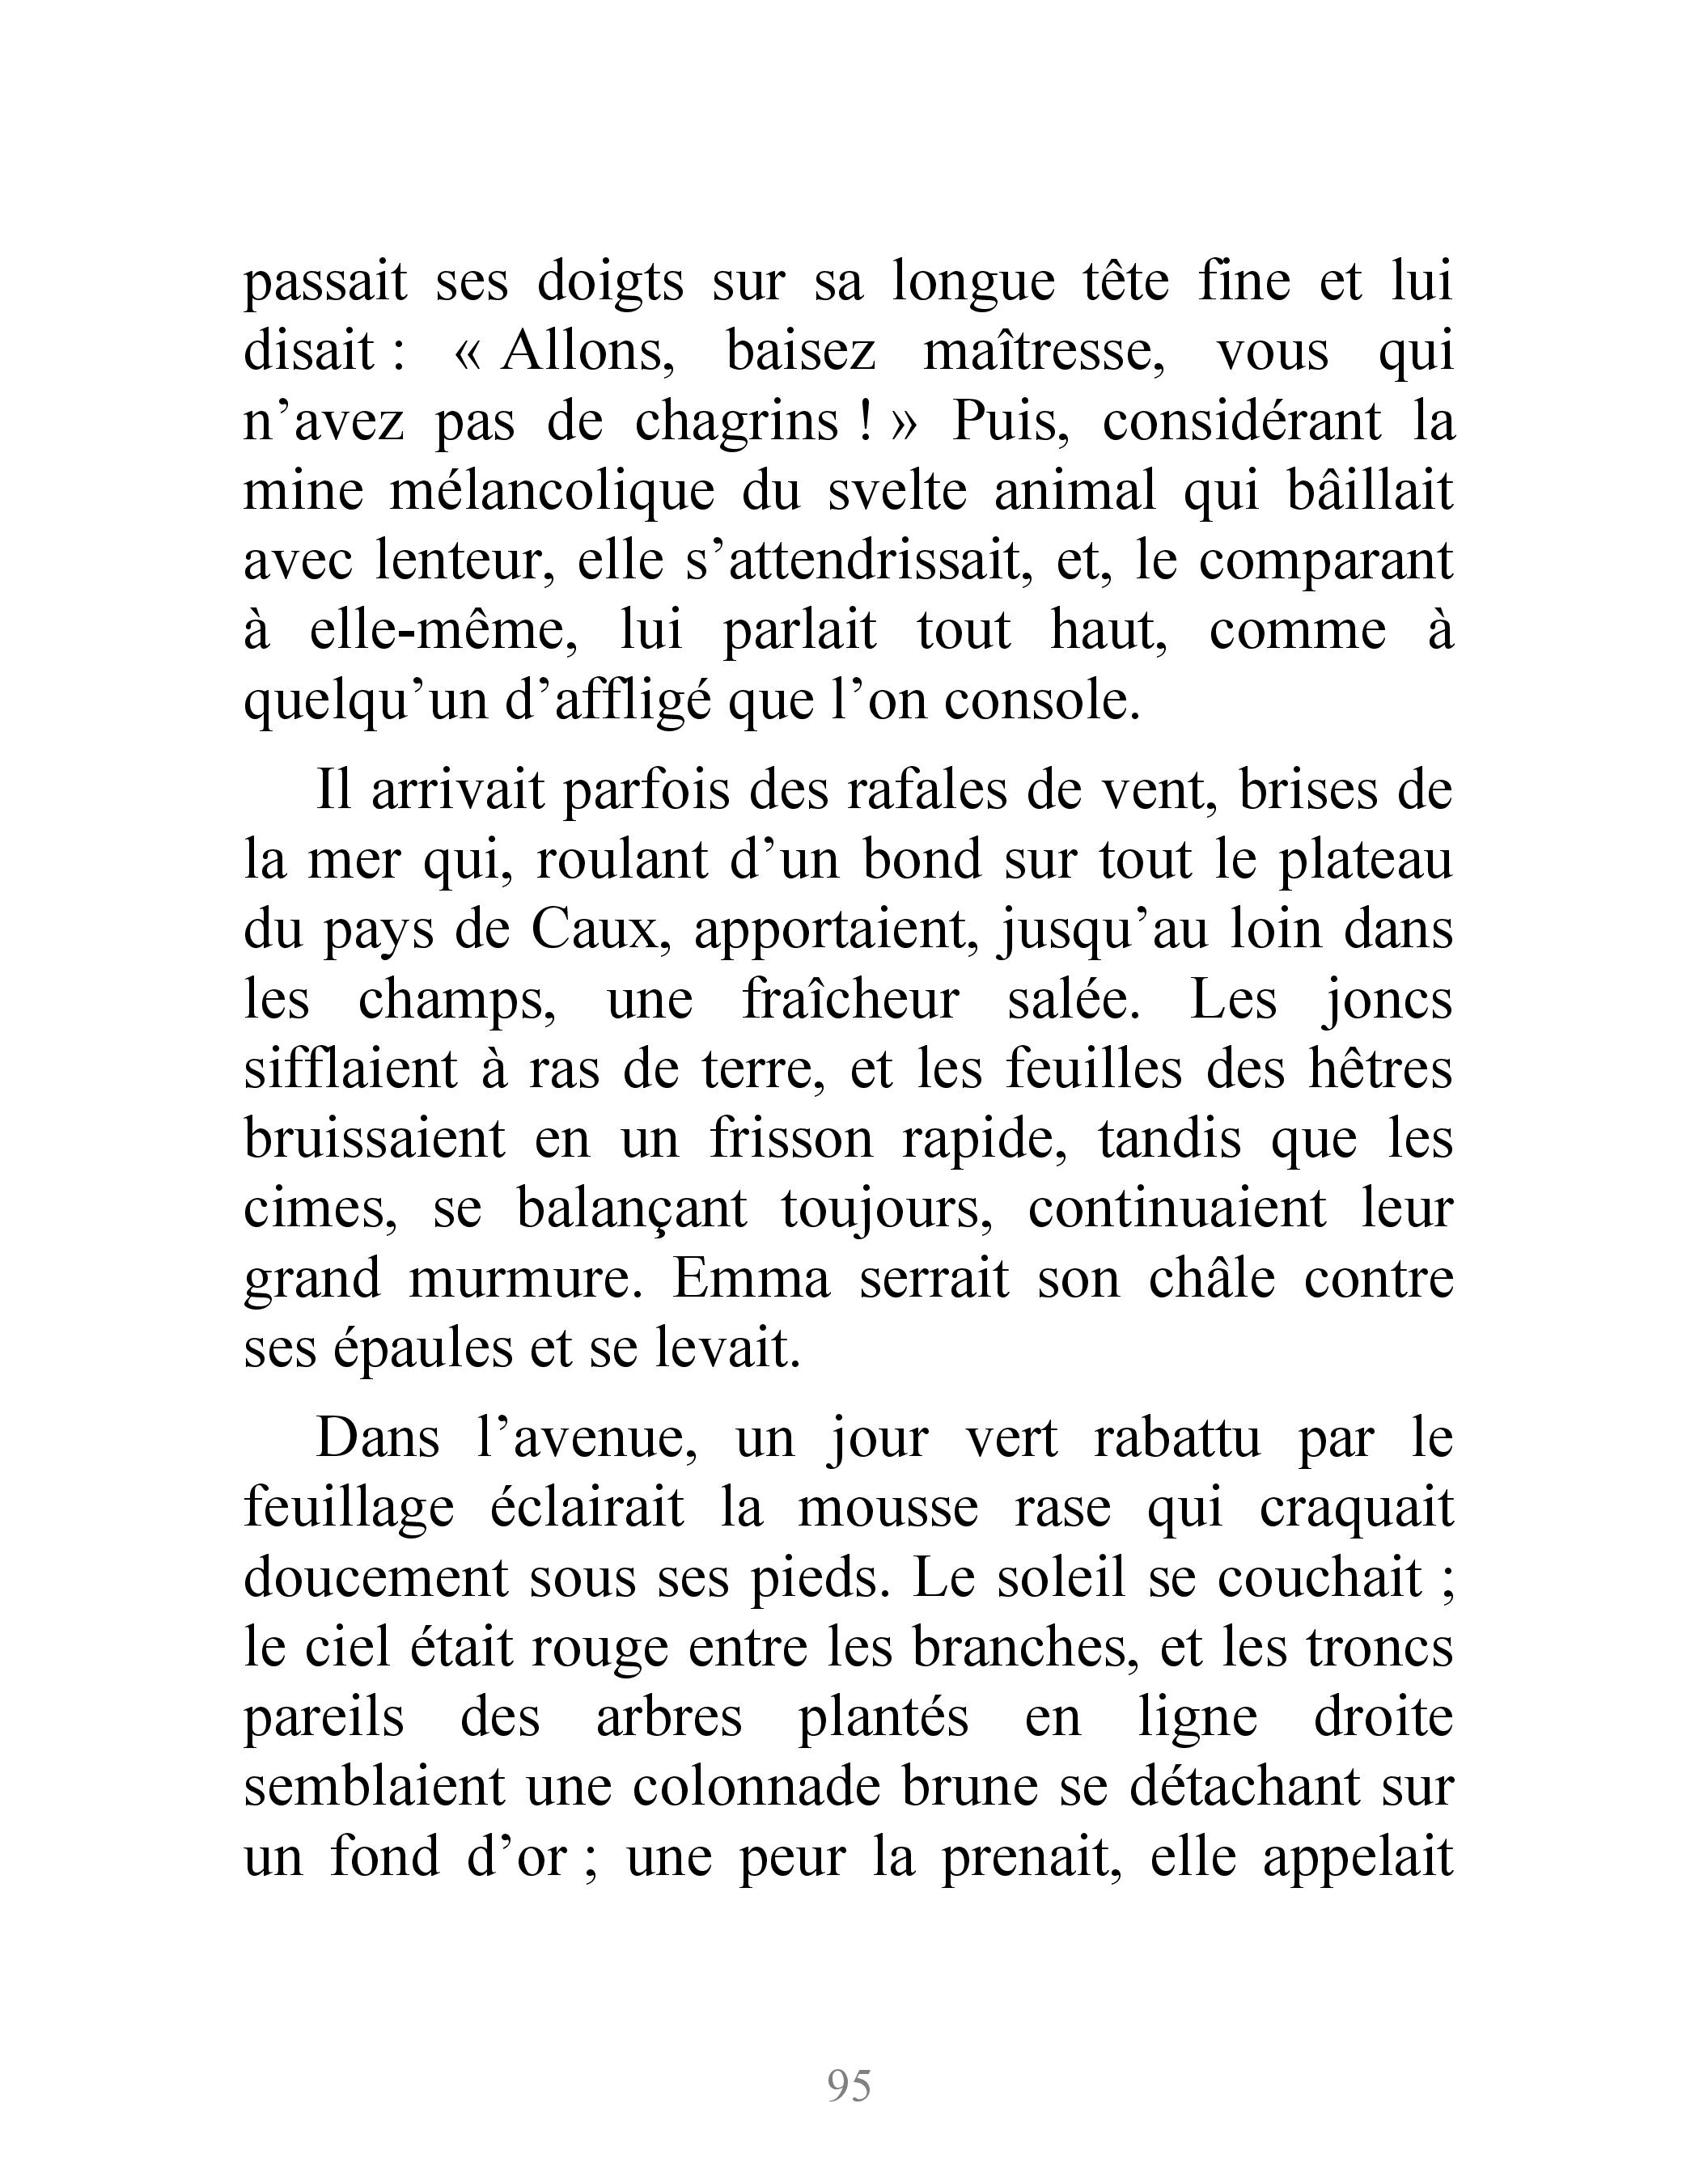 passait ses doigts sur sa longue tête fine et lui
disait : « Allons, baisez maîtresse, vous qui
n’avez pas de chagrins ! » Puis, considérant la
mine mélancolique du svelte animal qui bâillait
avec lenteur, elle s’attendrissait, et, le comparant
à elle-même, lui parlait tout haut, comme à
quelqu’un d’affligé que l’on console.
Il arrivait parfois des rafales de vent, brises de
la mer qui, roulant d’un bond sur tout le plateau
du pays de Caux, apportaient, jusqu’au loin dans
les champs, une fraîcheur salée. Les joncs
sifflaient à ras de terre, et les feuilles des hêtres
bruissaient en un frisson rapide, tandis que les
cimes, se balançant toujours, continuaient leur
grand murmure. Emma serrait son châle contre
ses épaules et se levait.
Dans l’avenue, un jour vert rabattu par le
feuillage éclairait la mousse rase qui craquait
doucement sous ses pieds. Le soleil se couchait ;
le ciel était rouge entre les branches, et les troncs
pareils des arbres plantés en ligne droite
semblaient une colonnade brune se détachant sur
un fond d’or ; une peur la prenait, elle appelait
95